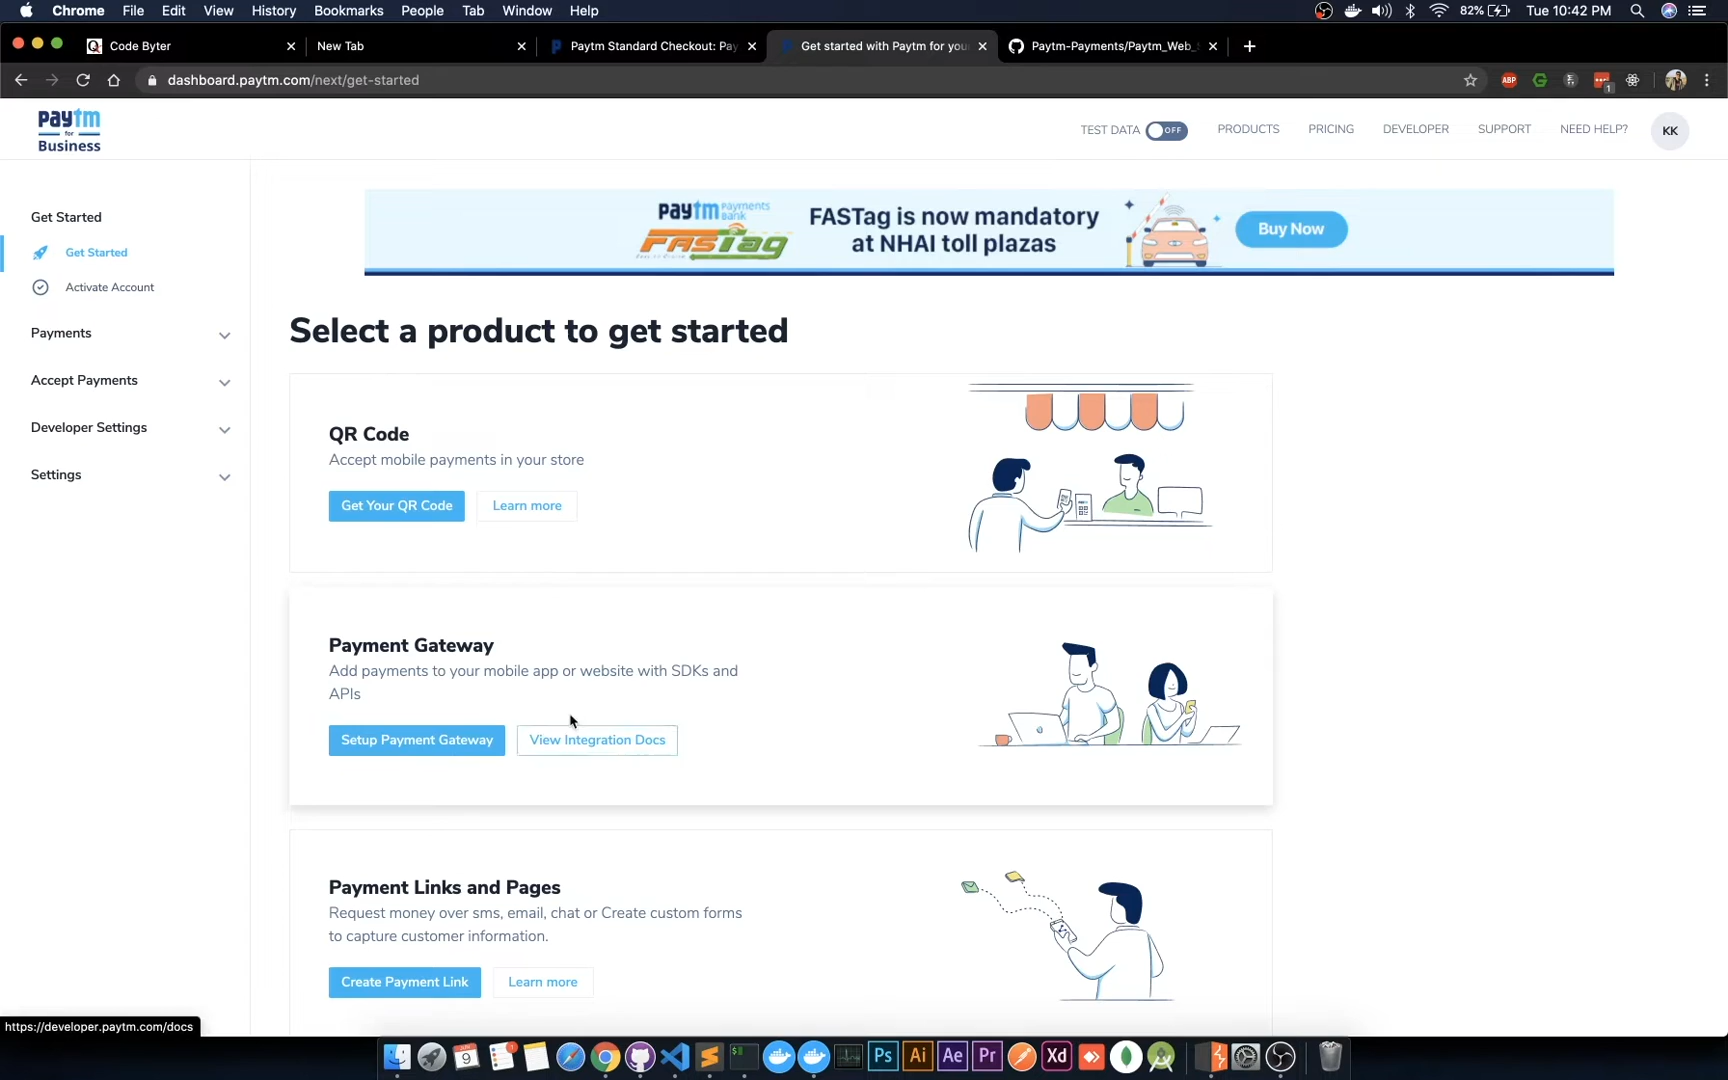 Chrome File Edit View History Bookmarks People Tab Window Help
82% Tue 10:42 PM
Code Byter
New Tab
Paytm Standard Checkout: Pay
Get started with Paytm for you
Paytm-Payments/Paytm_Web_
dashboard.paytm.com/next/get-started
ABP
1
paytm
for
Business
TEST DATA OFF
PRODUCTS
PRICING
DEVELOPER
SUPPORT
NEED HELP?
KK
Get Started
Get Started
Activate Account
Payments
Accept Payments
Developer Settings
Settings
paytm Payments Bank
FASTag
FASTag is now mandatory
at NHAI toll plazas
Buy Now
Select a product to get started
QR Code
Accept mobile payments in your store
Get Your QR Code
Learn more
Payment Gateway
Add payments to your mobile app or website with SDKs and
APIs
Setup Payment Gateway
View Integration Docs
Payment Links and Pages
Request money over sms, email, chat or Create custom forms
to capture customer information.
Create Payment Link
Learn more
https://developer.paytm.com/docs
9
1
Ps
Ai
Ae
Pr
Xd